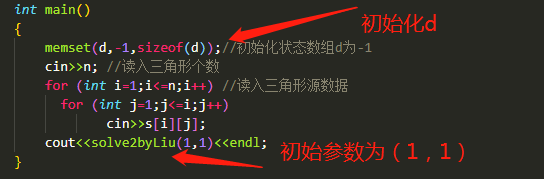 int main()
初始化d
{
memset(d,-1,sizeof(d));//初始化状态数组d为-1
cin>>n; //读入三角形个数
for (int i=1;i<=n;i++) //读入三角形源数据
for (int j=1;j<=i;j++)
cin>>s[i][j];
cout<<solve2byLiu(1,1)<<endl;
初始参数为（1，1）
}